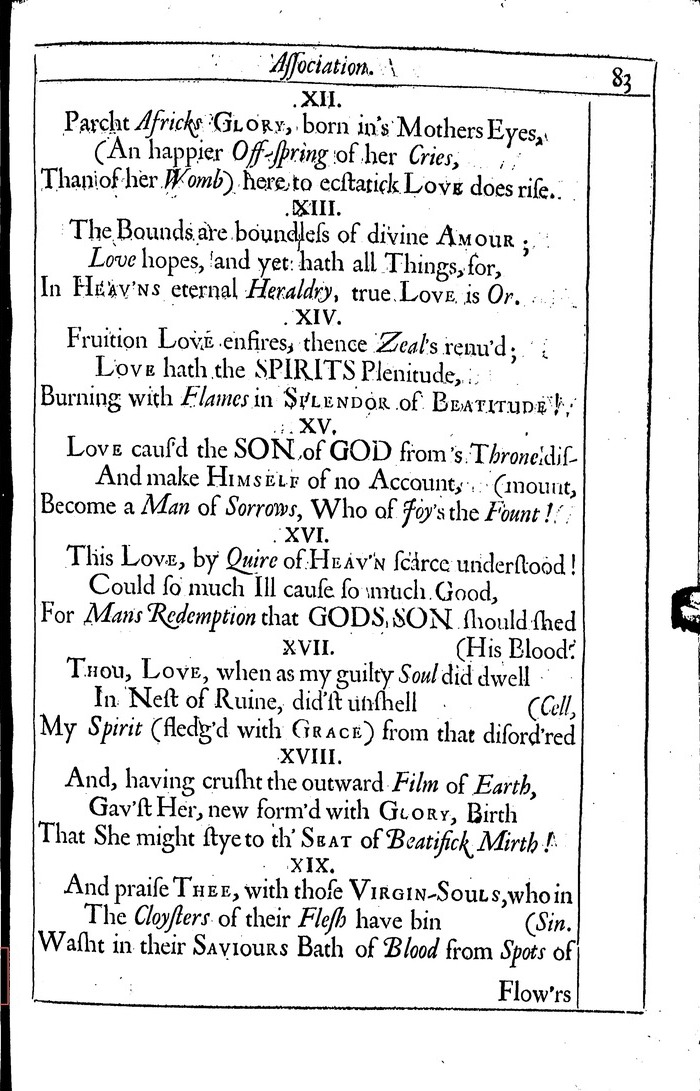 Aſſociation.
83
XII.
Parcht Africks GLORY, born in's Mothers Eyes,
(An happier Off-ſpring of her Cries,
Than of her Womb) here to ecſtatick LOVE does riſe.
XIII.
The Bounds are boundleſs of divine AMOUR;
Love hopes, and yet hath all Things, for,
In HEAV'NS eternal Heraldry, true LOVE is Or.
XIV.
Fruition LOVE enfires, thence Zeal's renu'd;
LOVE hath the SPIRITS Plenitude,
Burning with Flames in SPLENDOR of BEATITUDE!
XV.
LOVE cauſ'd the SON of GOD from's Throne diſ-
And make HIMSELF of no Account, (mount,
Become a Man of Sorrows, Who of Joy's the Fount!
XVI.
This LOVE, by Quire of HEAV'N ſcarce underſtood!
Could ſo much Ill cauſe ſo much Good,
For Mans Redemption that GODS SON ſhould ſhed
XVII. (His Blood?
THOU, LOVE, when as my guilty Soul did dwell
In Neſt of Ruine, did'ſt unſhell (Cell,
My Spirit (fledg'd with GRACE) from that diſord'red
XVIII.
And, having cruſht the outward Film of Earth,
Gav'ſt Her, new form'd with GLORY, Birth
That She might ſtye to th' SEAT of Beatifick Mirth!
XIX.
And praiſe THEE, with thoſe VIRGIN-SOULS, who in
The Cloyſters of their Fleſh have bin (Sin.
Waſht in their SAVIOURS Bath of Blood from Spots of
Flow'rs